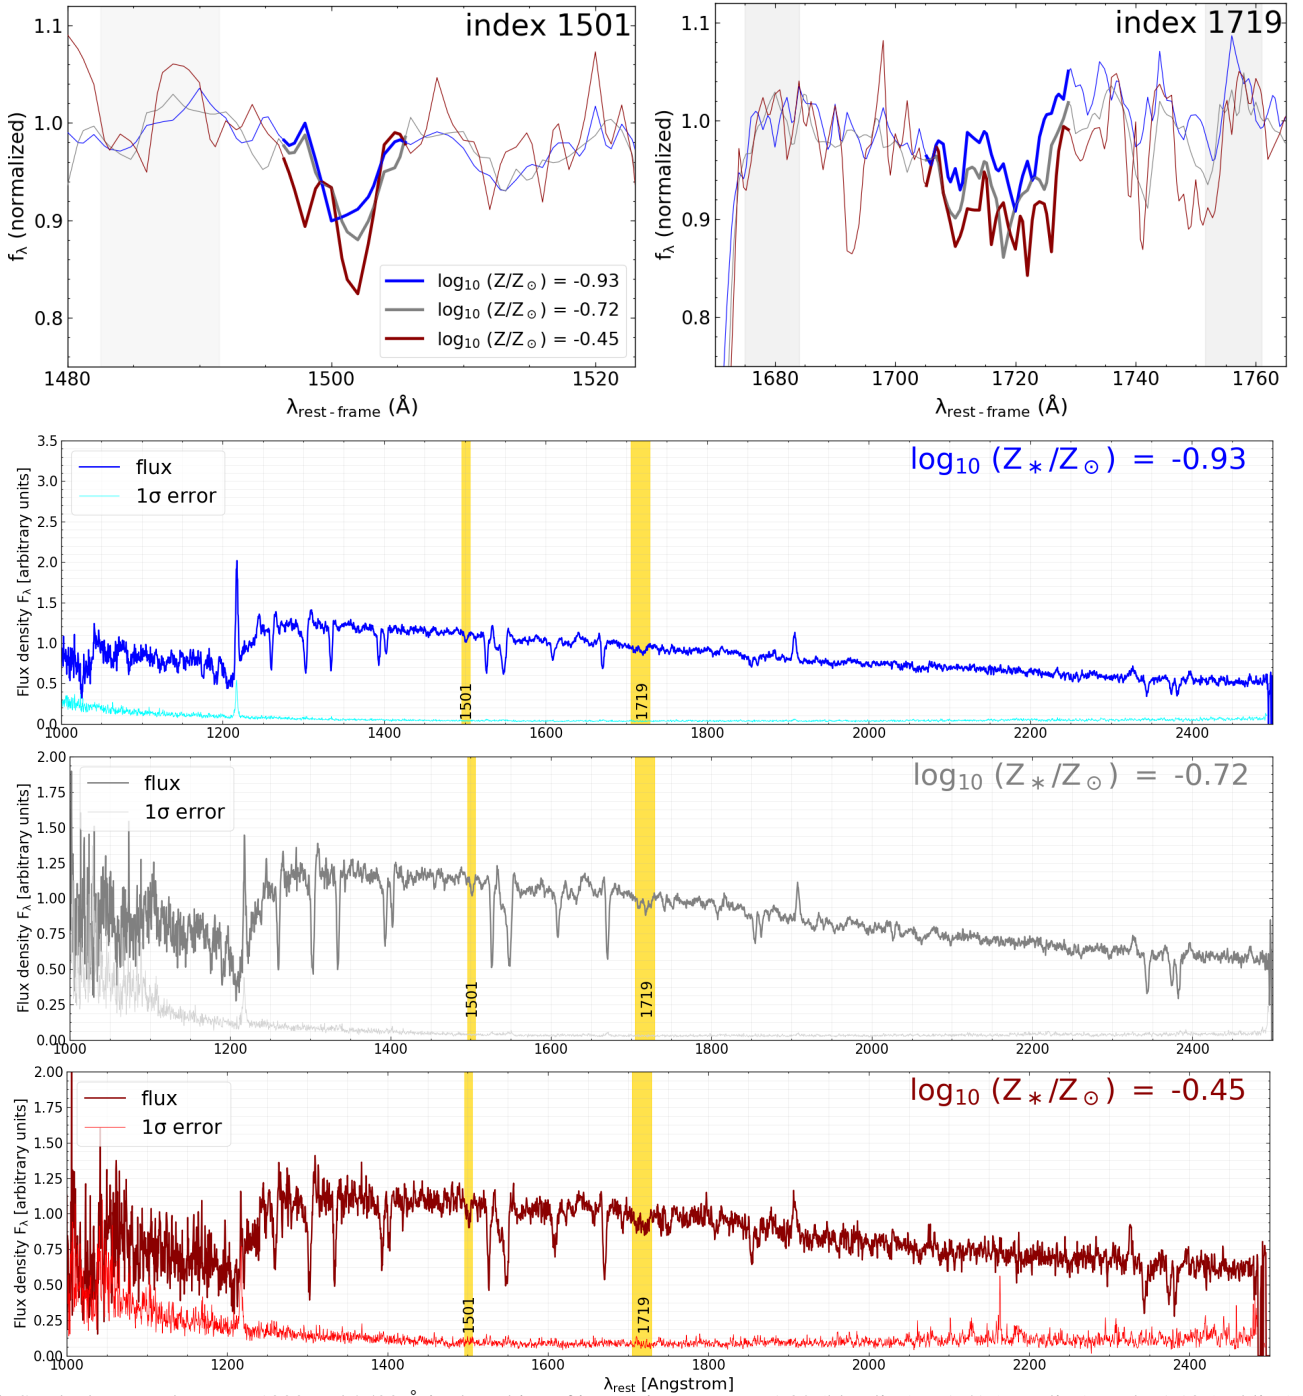 index 1501
1.1
1.0
0.9
0.8
f_λ (normalized)
log₁₀ (Z/Z⊙) = -0.93
log₁₀ (Z/Z⊙) = -0.72
log₁₀ (Z/Z⊙) = -0.45
1480 1500 1520
λ_rest-frame (Å)
index 1719
1.1
1.0
0.9
0.8
f_λ (normalized)
1680 1700 1720 1740 1760
λ_rest-frame (Å)
log₁₀ (Z∗/Z⊙) = -0.93
flux
1σ error
3.5
3.0
2.5
2.0
1.5
1.0
0.5
0.0
Flux density F_λ [arbitrary units]
1501
1719
1000 1200 1400 1600 1800 2000 2200 2400
log₁₀ (Z∗/Z⊙) = -0.72
flux
1σ error
2.00
1.75
1.50
1.25
1.00
0.75
0.50
0.25
0.00
Flux density F_λ [arbitrary units]
1501
1719
1000 1200 1400 1600 1800 2000 2200 2400
log₁₀ (Z∗/Z⊙) = -0.45
flux
1σ error
2.00
1.75
1.50
1.25
1.00
0.75
0.50
0.25
0.00
Flux density F_λ [arbitrary units]
1501
1719
1000 1200 1400 1600 1800 2000 2200 2400
λ_rest [Angstrom]